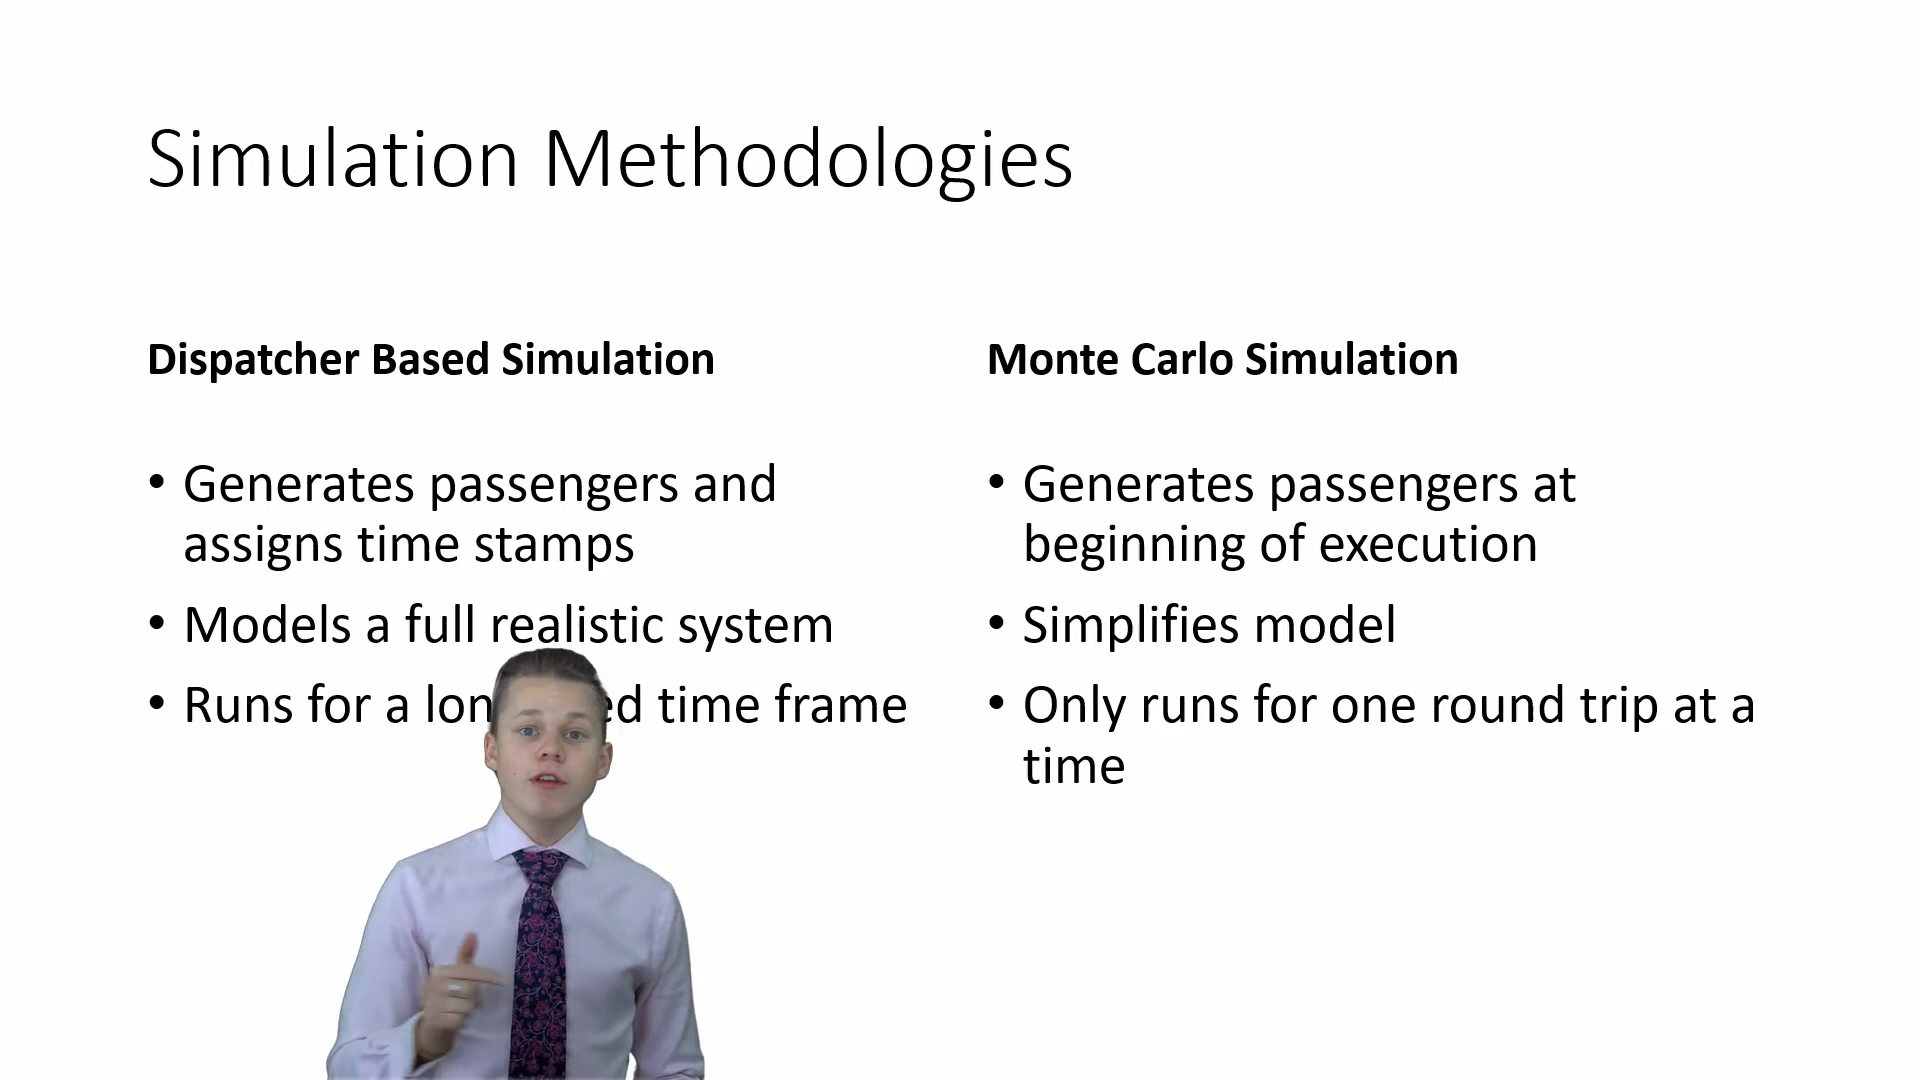 Simulation Methodologies
Dispatcher Based Simulation
• Generates passengers and
assigns time stamps
• Models a full realistic system
• Runs for a time frame
Monte Carlo Simulation
• Generates passengers at
beginning of execution
• Simplifies model
• Only runs for one round trip at a
time